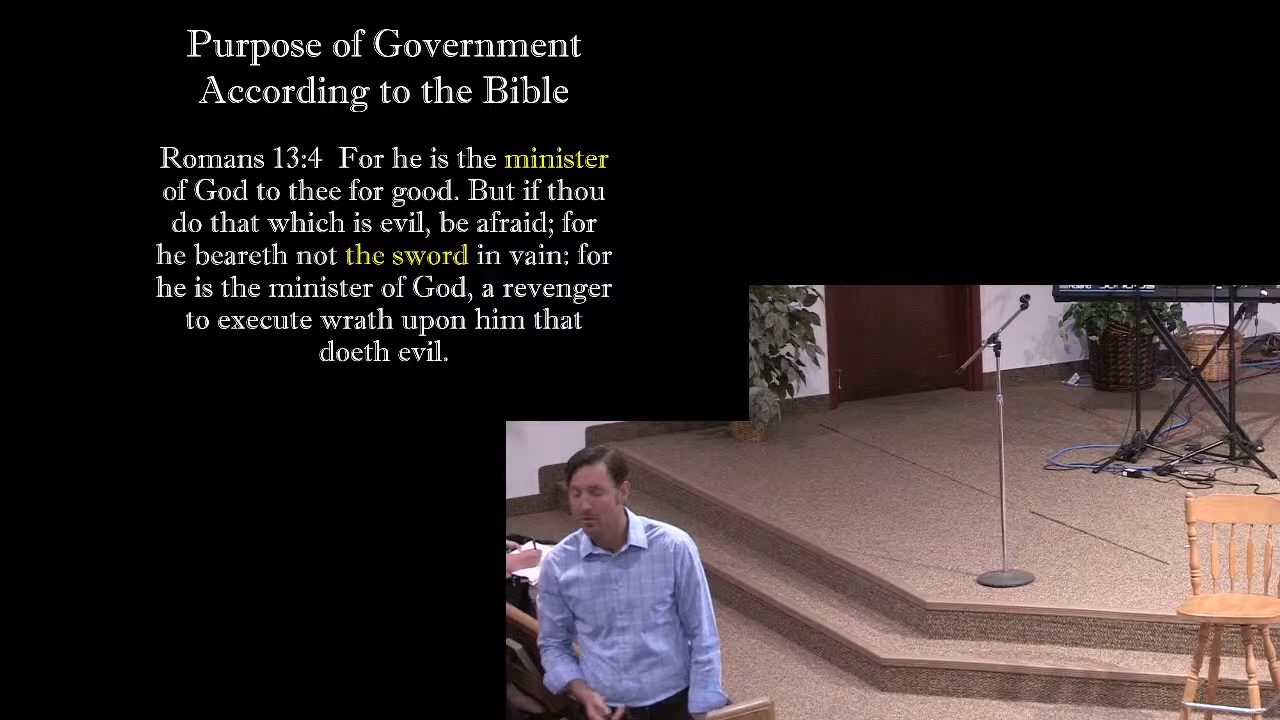 Purpose of Government
According to the Bible
Romans 13:4 For he is the minister
of God to thee for good. But if thou
do that which is evil, be afraid; for
he beareth not the sword in vain: for
he is the minister of God, a revenger
to execute wrath upon him that
doeth evil.
Roland